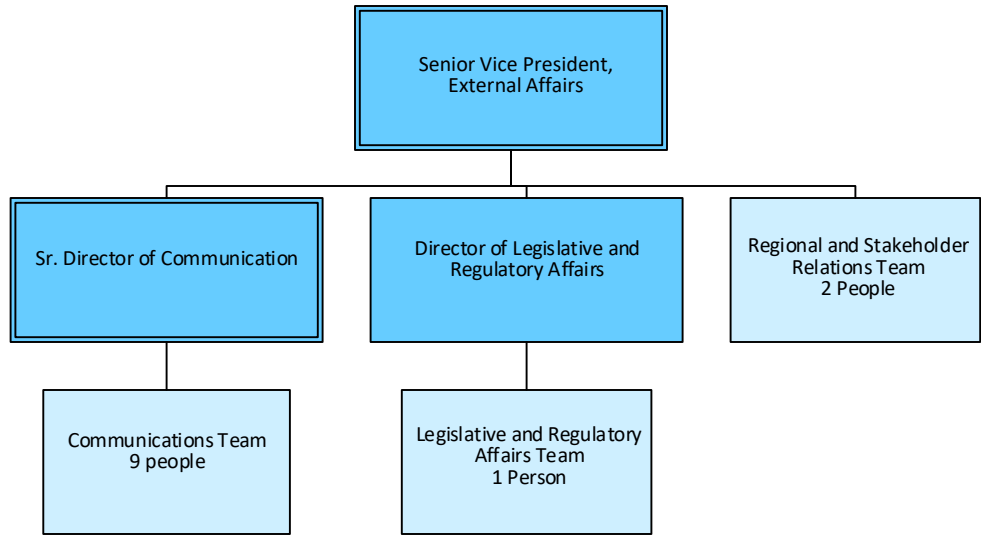 Senior Vice President,
External Affairs
Sr. Director of Communication
Director of Legislative and
Regulatory Affairs
Regional and Stakeholder
Relations Team
2 People
Communications Team
9 people
Legislative and Regulatory
Affairs Team
1 Person